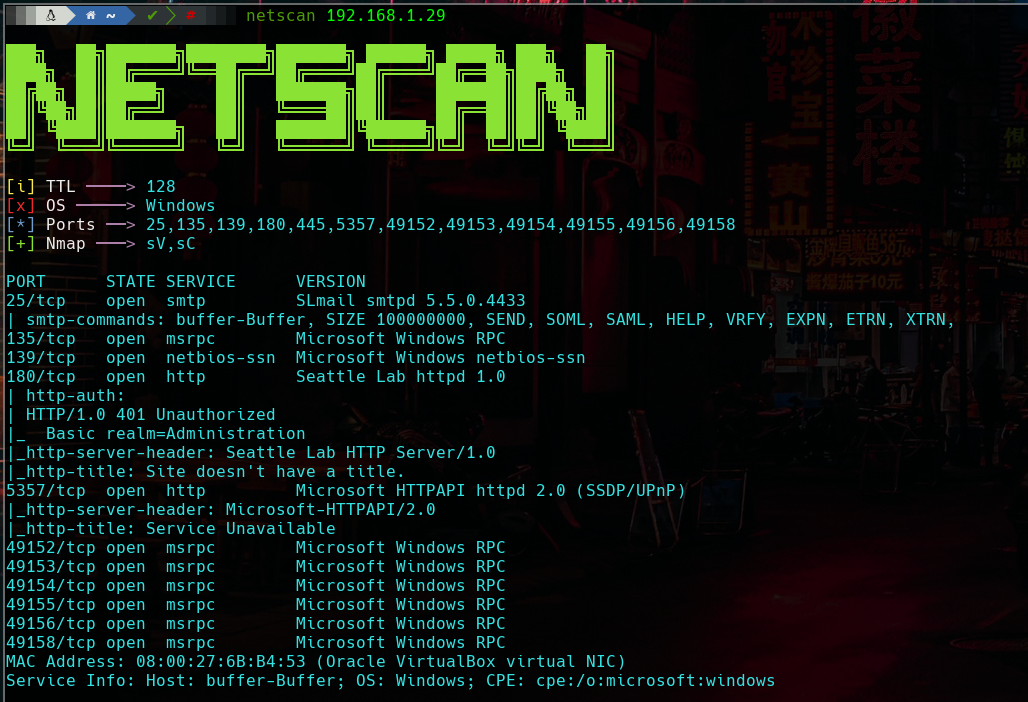 netscan 192.168.1.29
NETSCAN
[i] TTL ────> 128
[x] OS ─────> Windows
[*] Ports ──> 25,135,139,180,445,5357,49152,49153,49154,49155,49156,49158
[+] Nmap ───> sV,sC
PORT      STATE SERVICE      VERSION
25/tcp    open  smtp         SLmail smtpd 5.5.0.4433
| smtp-commands: buffer-Buffer, SIZE 100000000, SEND, SOML, SAML, HELP, VRFY, EXPN, ETRN, XTRN,
135/tcp   open  msrpc        Microsoft Windows RPC
139/tcp   open  netbios-ssn  Microsoft Windows netbios-ssn
180/tcp   open  http         Seattle Lab httpd 1.0
| http-auth:
| HTTP/1.0 401 Unauthorized
|_  Basic realm=Administration
|_http-server-header: Seattle Lab HTTP Server/1.0
|_http-title: Site doesn't have a title.
5357/tcp  open  http         Microsoft HTTPAPI httpd 2.0 (SSDP/UPnP)
|_http-server-header: Microsoft-HTTPAPI/2.0
|_http-title: Service Unavailable
49152/tcp open  msrpc        Microsoft Windows RPC
49153/tcp open  msrpc        Microsoft Windows RPC
49154/tcp open  msrpc        Microsoft Windows RPC
49155/tcp open  msrpc        Microsoft Windows RPC
49156/tcp open  msrpc        Microsoft Windows RPC
49158/tcp open  msrpc        Microsoft Windows RPC
MAC Address: 08:00:27:6B:B4:53 (Oracle VirtualBox virtual NIC)
Service Info: Host: buffer-Buffer; OS: Windows; CPE: cpe:/o:microsoft:windows
徽菜楼
黄山